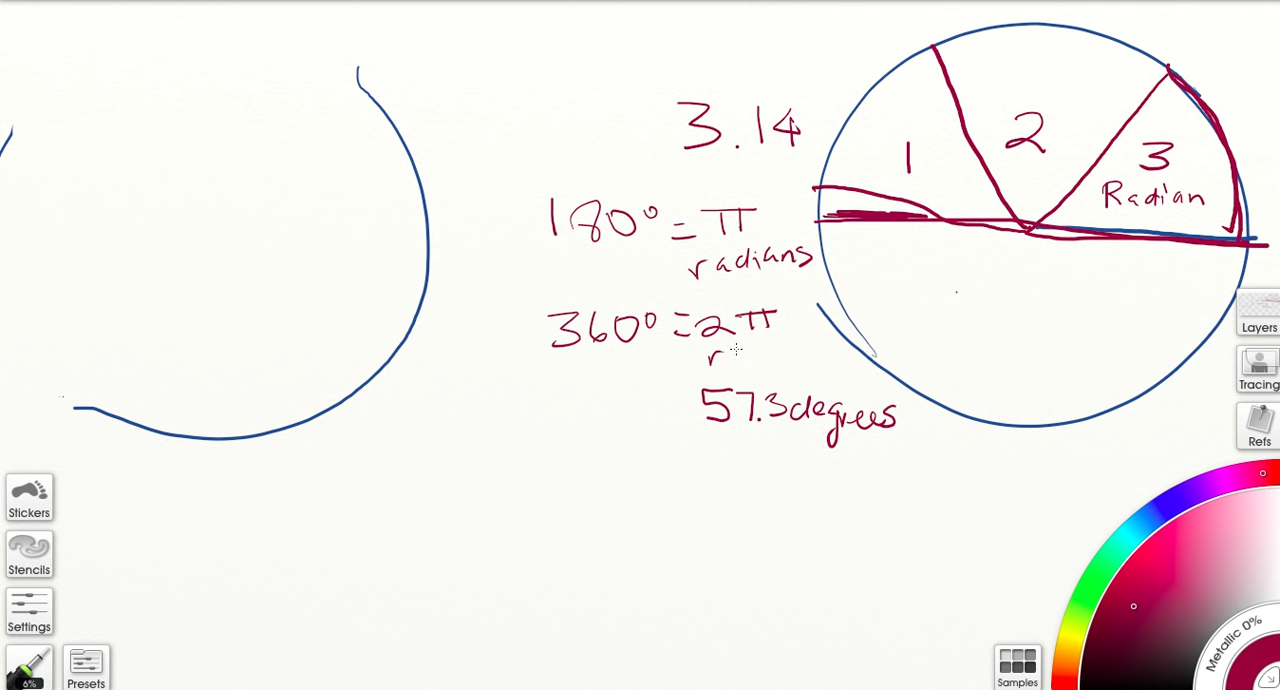 3.14
1
2
3
Radian
180° = π
radians
360° = 2π
r
57.3 degrees
Layers
Tracing
Refs
Stickers
Stencils
Settings
6%
Presets
Samples
Metallic 0%